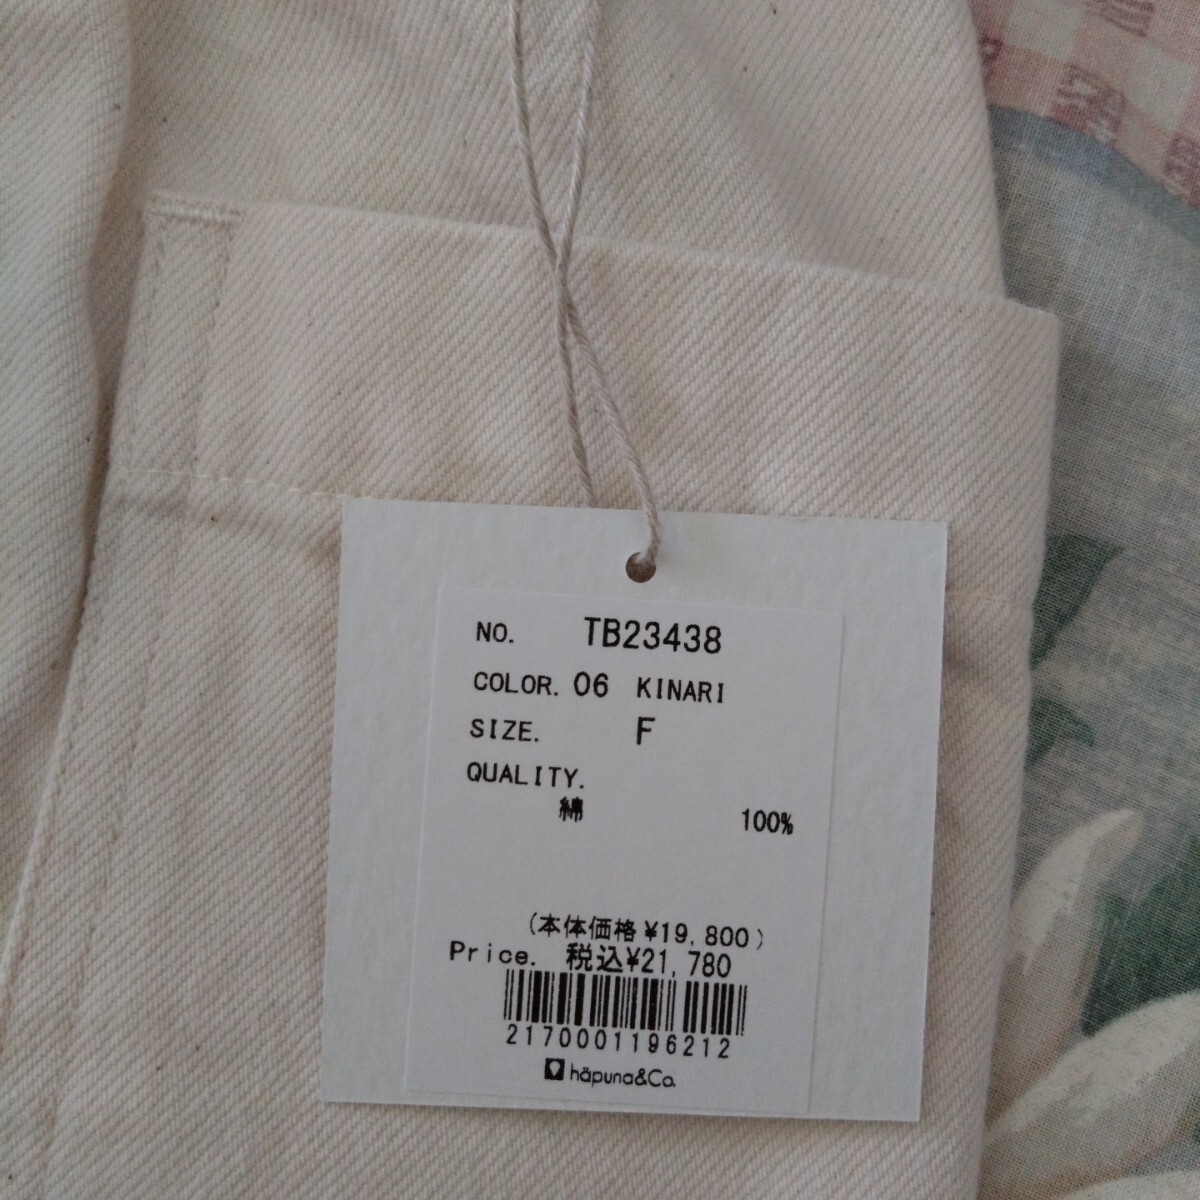 NO. TB23438
COLOR. 06 KINARI
SIZE. F
QUALITY.
綿 100%
(本体価格 ¥19,800)
Price. 税込¥21,780
2170001196212
häpuna&Co.